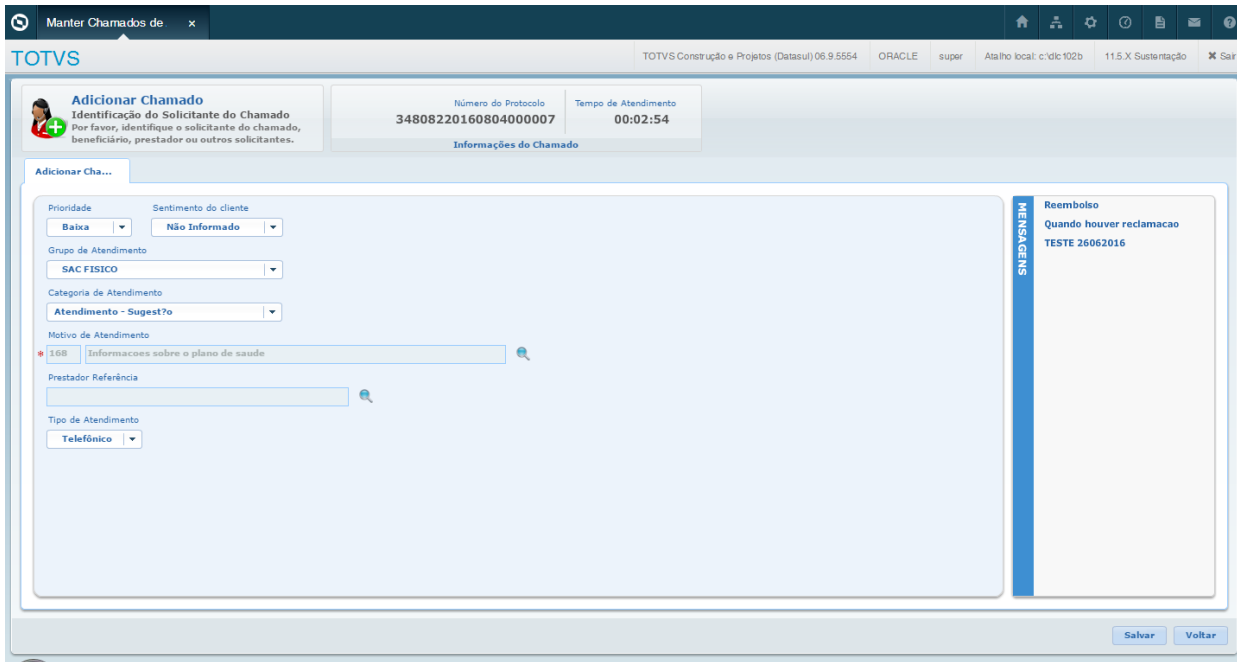 Manter Chamados de x
TOTVS
TOTVS Construção e Projetos (Datasul) 06.9.5554 ORACLE super Atalho local: c:\dlc102b 11.5.X Sustentação Sair
Adicionar Chamado
Identificação do Solicitante do Chamado
Por favor, identifique o solicitante do chamado,
beneficiário, prestador ou outros solicitantes.
Número do Protocolo Tempo de Atendimento
34808220160804000007 00:02:54
Informações do Chamado
Adicionar Cha...
Prioridade Sentimento do cliente
Baixa Não Informado
Grupo de Atendimento
SAC FISICO
Categoria de Atendimento
Atendimento - Sugest?o
Motivo de Atendimento
* 168 Informacoes sobre o plano de saude
Prestador Referência
Tipo de Atendimento
Telefônico
MENSAGENS
Reembolso
Quando houver reclamacao
TESTE 26062016
Salvar Voltar